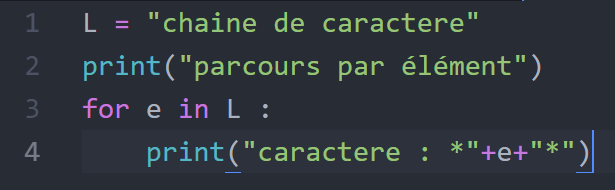 1 L = "chaine de caractere"
2 print("parcours par élément")
3 for e in L :
4     print("caractere : *"+e+"*")